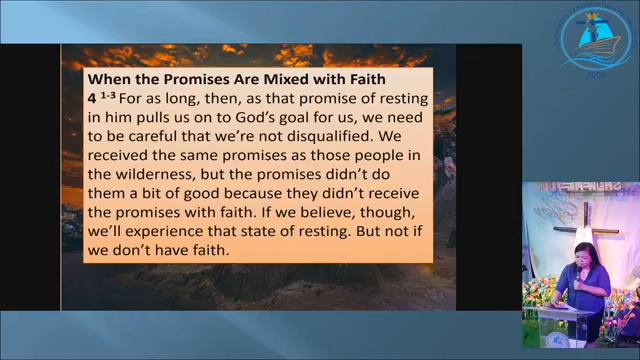 When the Promises Are Mixed with Faith
4 1-3 For as long, then, as that promise of resting
in him pulls us on to God’s goal for us, we need
to be careful that we’re not disqualified. We
received the same promises as those people in
the wilderness, but the promises didn’t do
them a bit of good because they didn’t receive
the promises with faith. If we believe, though,
we’ll experience that state of resting. But not if
we don’t have faith.
2004